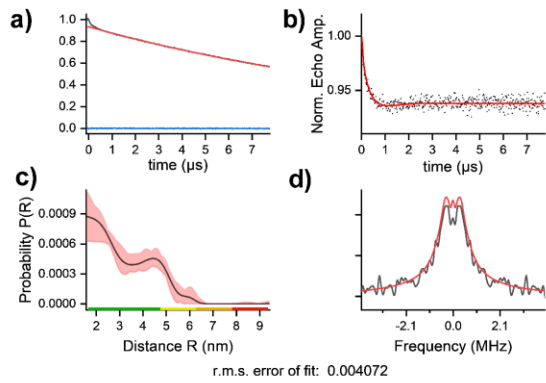 a)
1.0
0.8
0.6
0.4
0.2
0.0
0 1 2 3 4 5 6 7
time (µs)
b)
Norm. Echo Amp.
1.00
0.95
0 1 2 3 4 5 6 7
time (µs)
c)
Probability P(R)
0.0009
0.0006
0.0003
0.0000
2 3 4 5 6 7 8 9
Distance R (nm)
d)
-2.1 0.0 2.1
Frequency (MHz)
r.m.s. error of fit: 0.004072